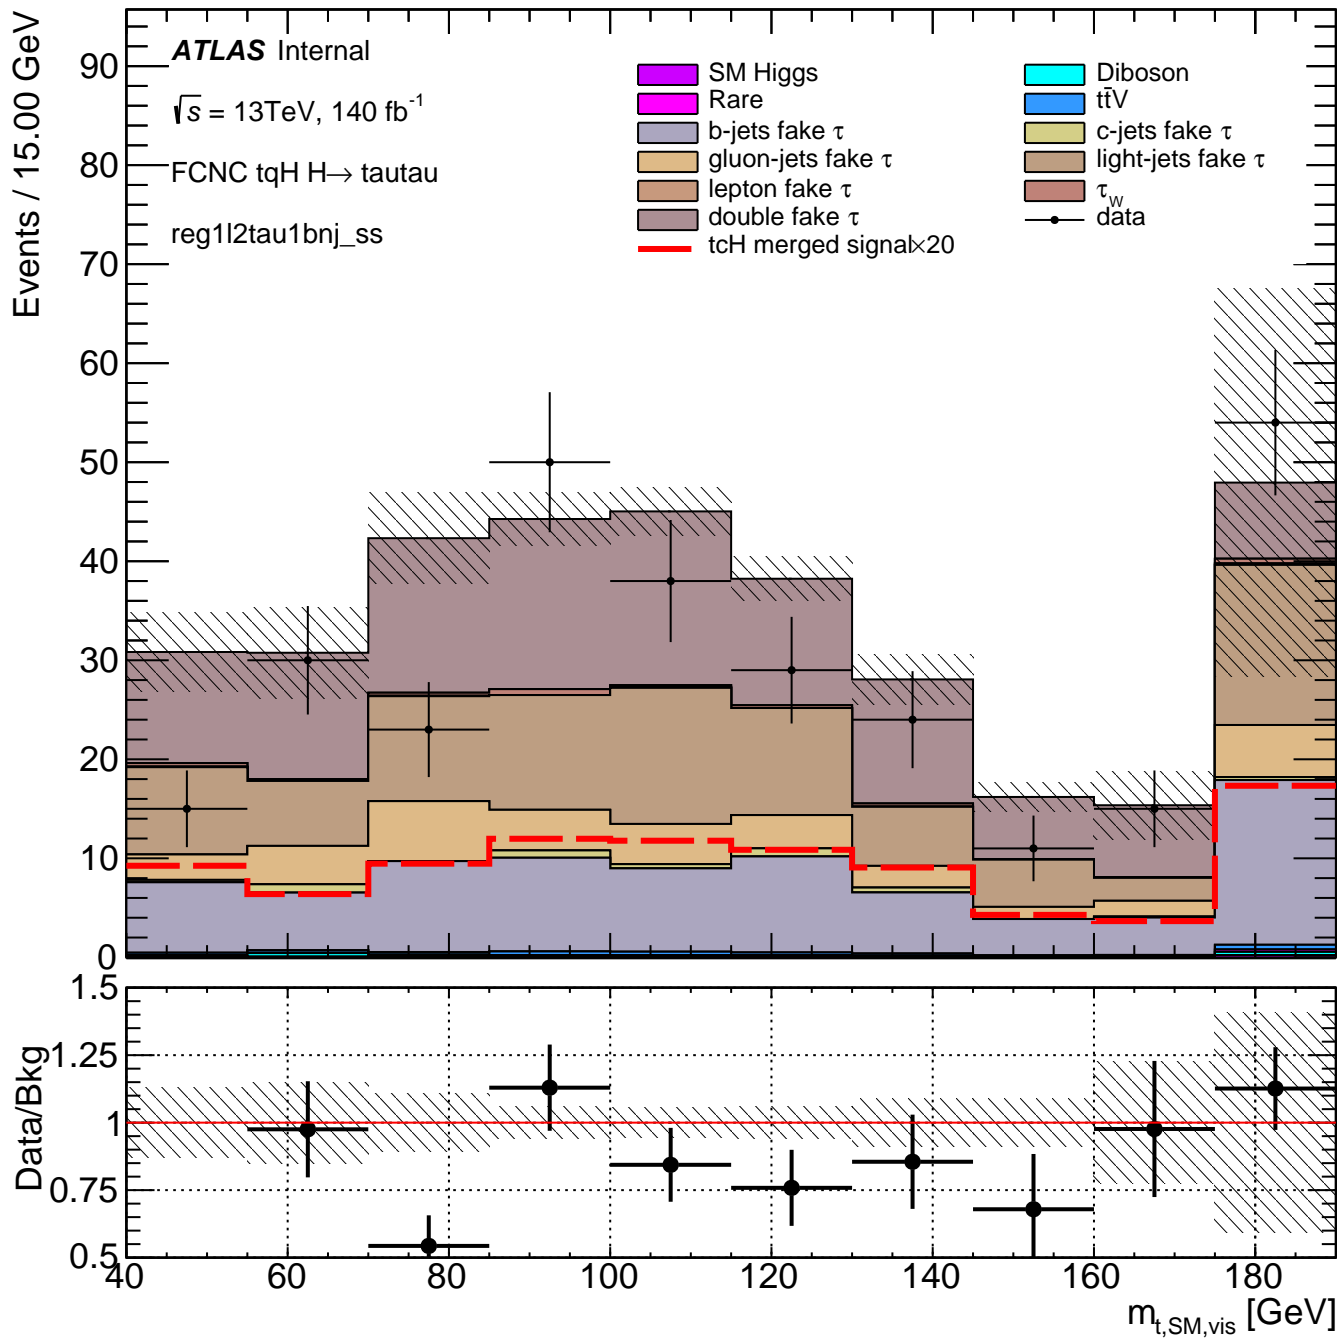 ATLAS Internal
√s = 13TeV, 140 fb⁻¹
FCNC tqH H→ tautau
reg1l2tau1bnj_ss
SM Higgs
Rare
b-jets fake τ
gluon-jets fake τ
lepton fake τ
double fake τ
tcH merged signal×20
Diboson
tt̄V
c-jets fake τ
light-jets fake τ
τ_W
data
Events / 15.00 GeV
90
80
70
60
50
40
30
20
10
0
Data/Bkg
1.5
1.25
1
0.75
0.5
40 60 80 100 120 140 160 180
m_t,SM,vis [GeV]